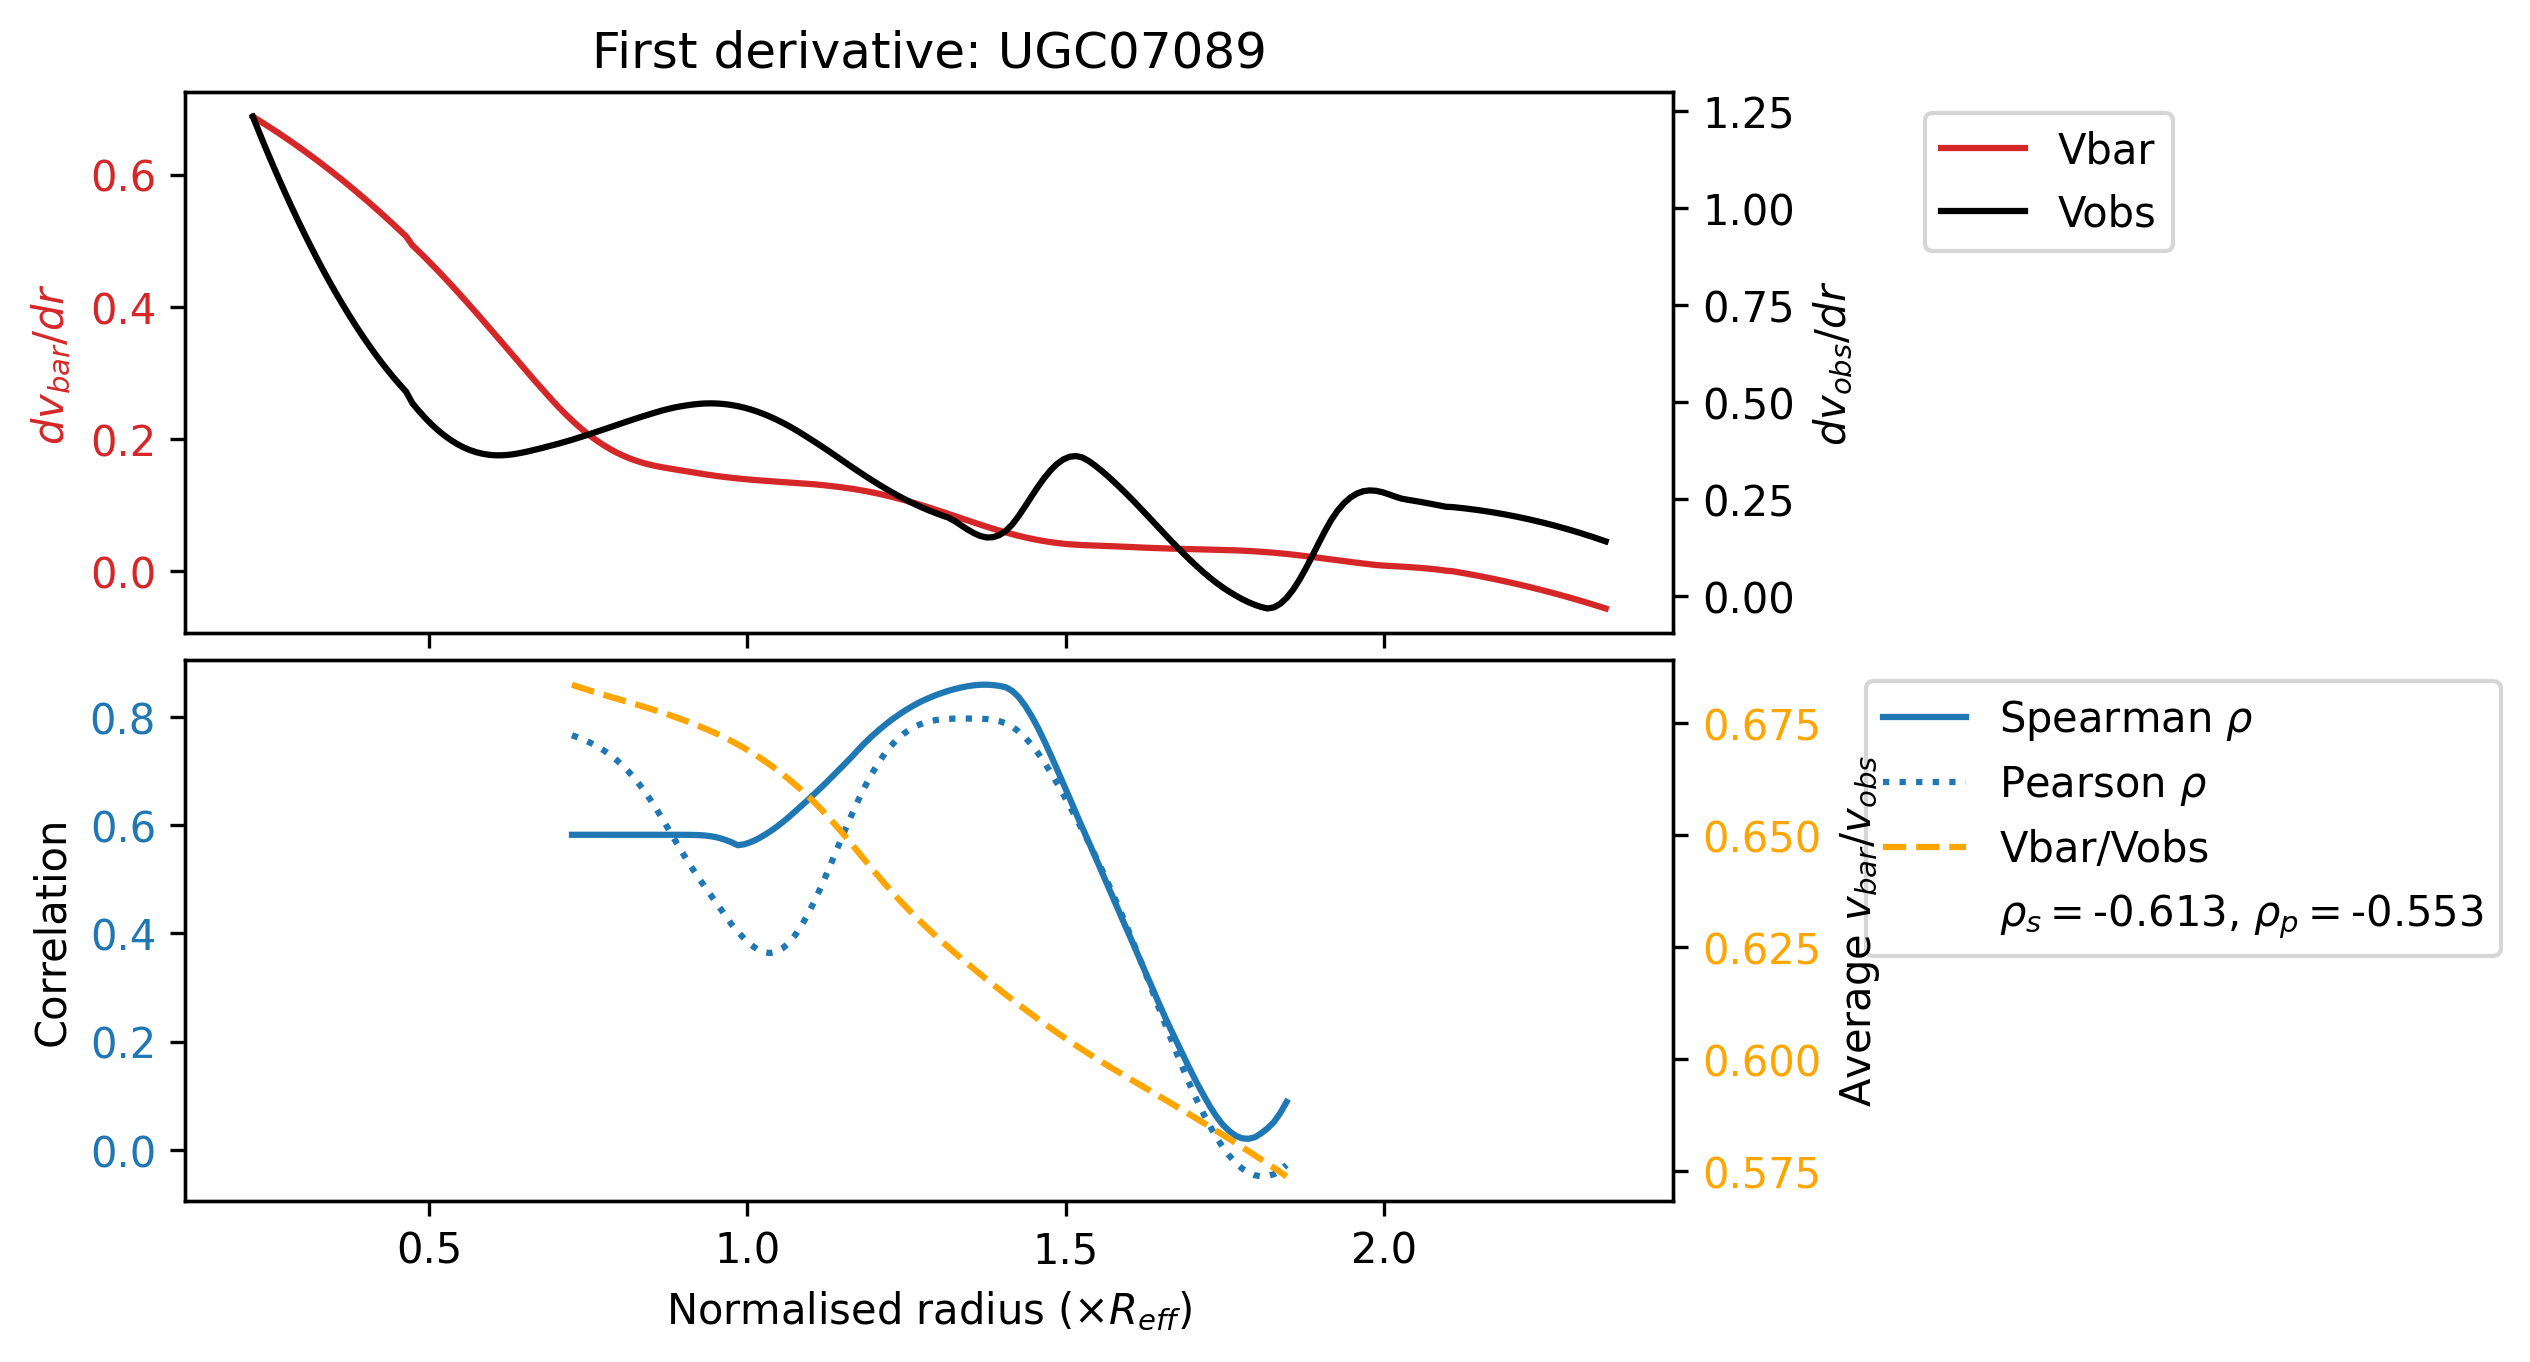 First derivative: UGC07089
0.6
0.4
0.2
0.0
dv_bar/dr
1.25
1.00
0.75
0.50
0.25
0.00
dv_obs/dr
Vbar
Vobs
0.8
0.6
0.4
0.2
0.0
Correlation
0.675
0.650
0.625
0.600
0.575
Average v_bar/v_obs
Spearman ρ
Pearson ρ
Vbar/Vobs
ρ_s = -0.613, ρ_p = -0.553
0.5 1.0 1.5 2.0
Normalised radius (×R_eff)